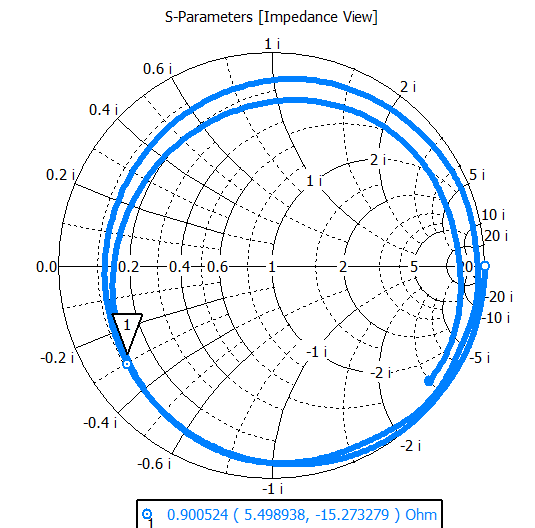 S-Parameters [Impedance View]
1 i
0.6 i
2 i
0.4 i
2 i
0.2 i
1 i
5 i
10 i
20 i
0.0
0.2
0.4
0.6
1
2
5
20
-20 i
-10 i
1
-0.2 i
-1 i
-5 i
-2 i
-0.4 i
-2 i
-0.6 i
-1 i
1 0.900524 ( 5.498938, -15.273279 ) Ohm